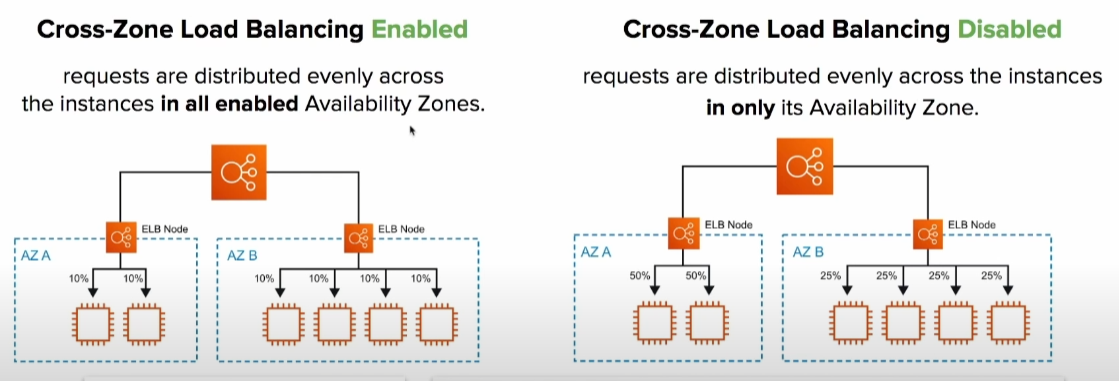 Cross-Zone Load Balancing Enabled
requests are distributed evenly across
the instances in all enabled Availability Zones.
ELB Node
ELB Node
AZ A
AZ B
10%
10%
10%
10%
10%
10%
Cross-Zone Load Balancing Disabled
requests are distributed evenly across the instances
in only its Availability Zone.
ELB Node
ELB Node
AZ A
AZ B
50%
50%
25%
25%
25%
25%